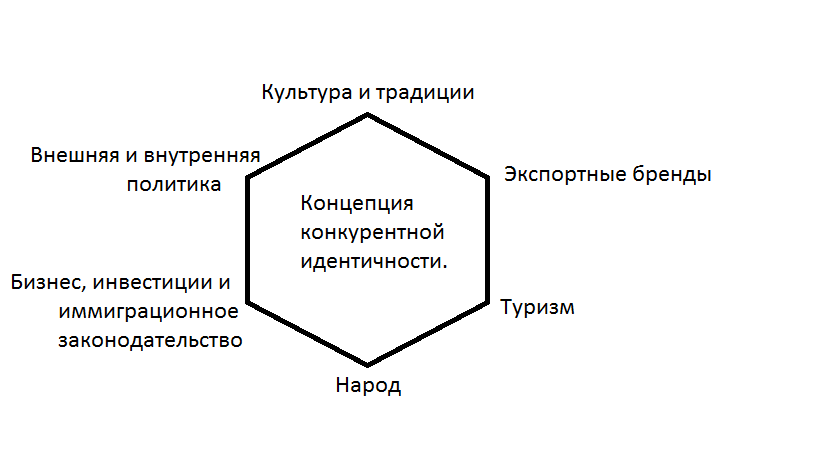 Культура и традиции
Внешняя и внутренняя
политика
Экспортные бренды
Концепция
конкурентной
идентичности.
Бизнес, инвестиции и
иммиграционное
законодательство
Туризм
Народ